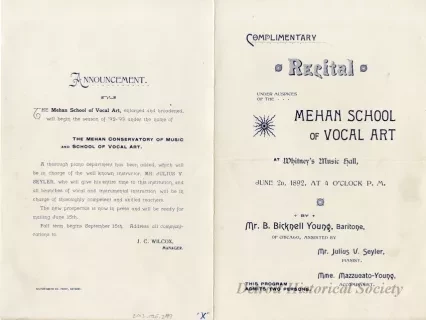 ANNOUNCEMENT.
THE Mehan School of Vocal Art, enlarged and broadened,
will begin the season of '92-'93 under the name of
THE MEHAN CONSERVATORY OF MUSIC
AND SCHOOL OF VOCAL ART.
A thorough piano department has been added, which will
be in charge of the well known instructor, MR. JULIUS V.
SEYLER, who will give his entire time to this institution, and
all branches of vocal and instrumental instruction will be in
charge of thoroughly competent and skilled teachers.
The new prospectus is now in press and will be ready for
mailing June 15th.
Fall term begins September 15th. Address all communi-
cations to
J. C. WILCOX,
MANAGER.
COMPLIMENTARY
Recital
UNDER AUSPICES
OF THE
MEHAN SCHOOL
OF VOCAL ART
AT Whitney's Music Hall,
JUNE 20, 1892, AT 4 O'CLOCK P. M.
BY
Mr. B. Bicknell Young, Baritone,
OF CHICAGO, ASSISTED BY
Mr. Julius V. Seyler,
PIANIST,
Mme. Mazzucato-Young,
ACCOMPANIST.
THIS PROGRAM
ADMITS TWO PERSONS.
Detroit Historical Society
"X"